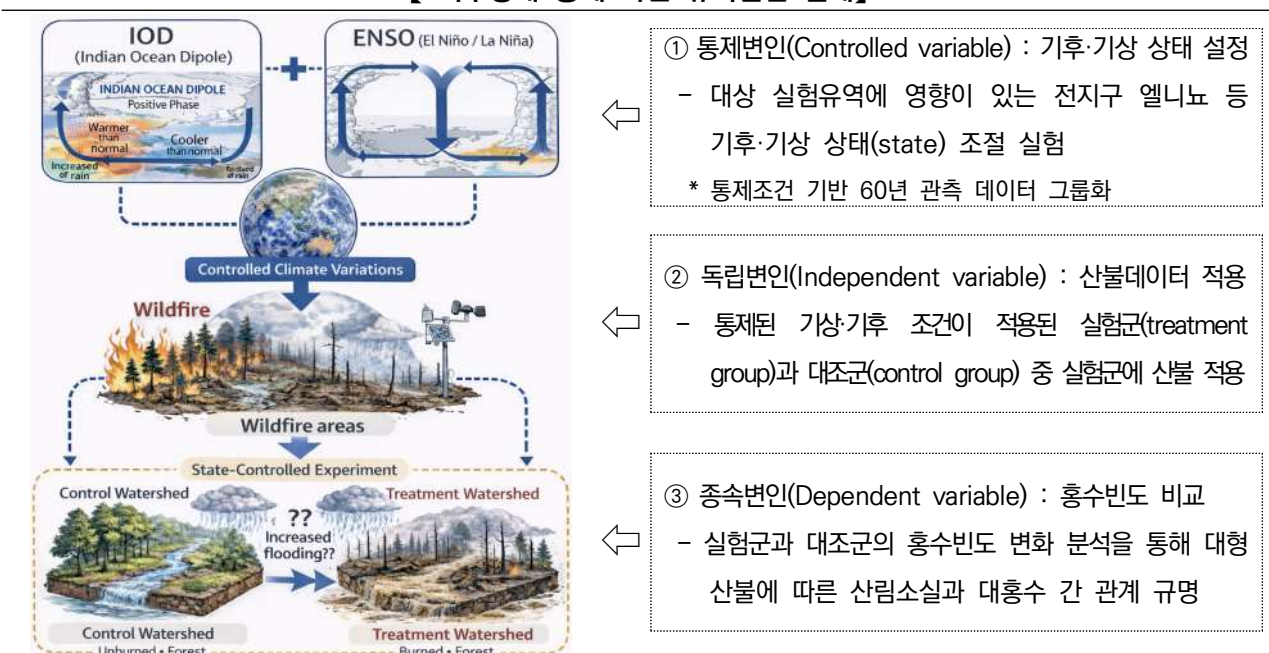 IOD
(Indian Ocean Dipole)
INDIAN OCEAN DIPOLE
Positive Phase
Warmer
than
normal
Cooler
than normal
Increased
of rain
of rain
ENSO (El Niño / La Niña)
Controlled Climate Variations
Wildfire
Wildfire areas
State-Controlled Experiment
Control Watershed
Treatment Watershed
??
Increased
flooding??
Control Watershed
Unburned • Forest
Treatment Watershed
Burned • Forest
① 통제변인(Controlled variable) : 기후·기상 상태 설정
- 대상 실험유역에 영향이 있는 전지구 엘니뇨 등
기후·기상 상태(state) 조절 실험
* 통제조건 기반 60년 관측 데이터 그룹화
② 독립변인(Independent variable) : 산불데이터 적용
- 통제된 기상·기후 조건이 적용된 실험군(treatment
group)과 대조군(control group) 중 실험군에 산불 적용
③ 종속변인(Dependent variable) : 홍수빈도 비교
- 실험군과 대조군의 홍수빈도 변화 분석을 통해 대형
산불에 따른 산림소실과 대홍수 간 관계 규명